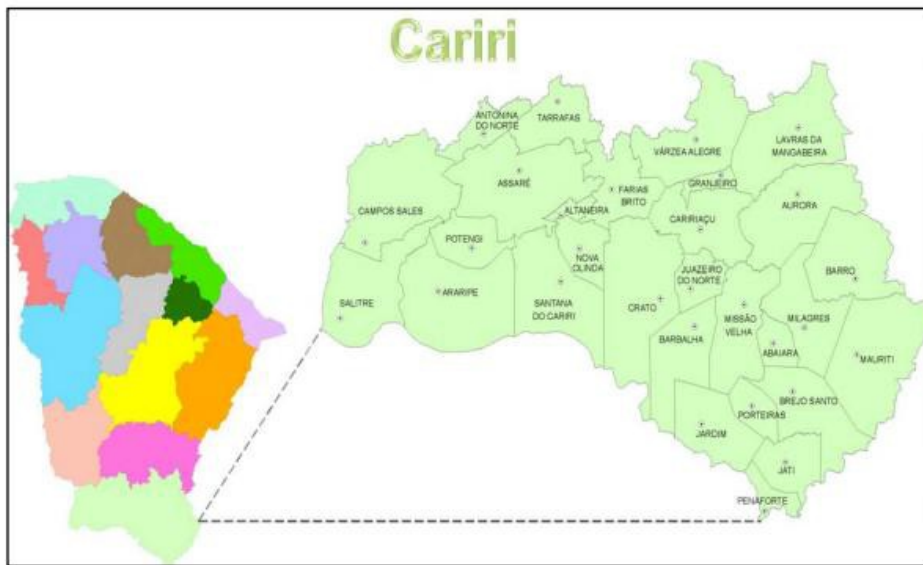 Cariri
ANTONINA
DO NORTE
TARRAFAS
VÁRZEA ALEGRE
LAVRAS DA
MANGABEIRA
ASSARÉ
GRANJEIRO
FARIAS
BRITO
CAMPOS SALES
ALTANEIRA
CARIRIAÇU
AURORA
POTENGI
NOVA
OLINDA
JUAZEIRO
DO NORTE
BARRO
SALITRE
ARARIPE
SANTANA
DO CARIRI
CRATO
MISSÃO
VELHA
MILAGRES
BARBALHA
ABAIARA
MAURITI
BREJO SANTO
PORTEIRAS
JARDIM
JATI
PENAFORTE